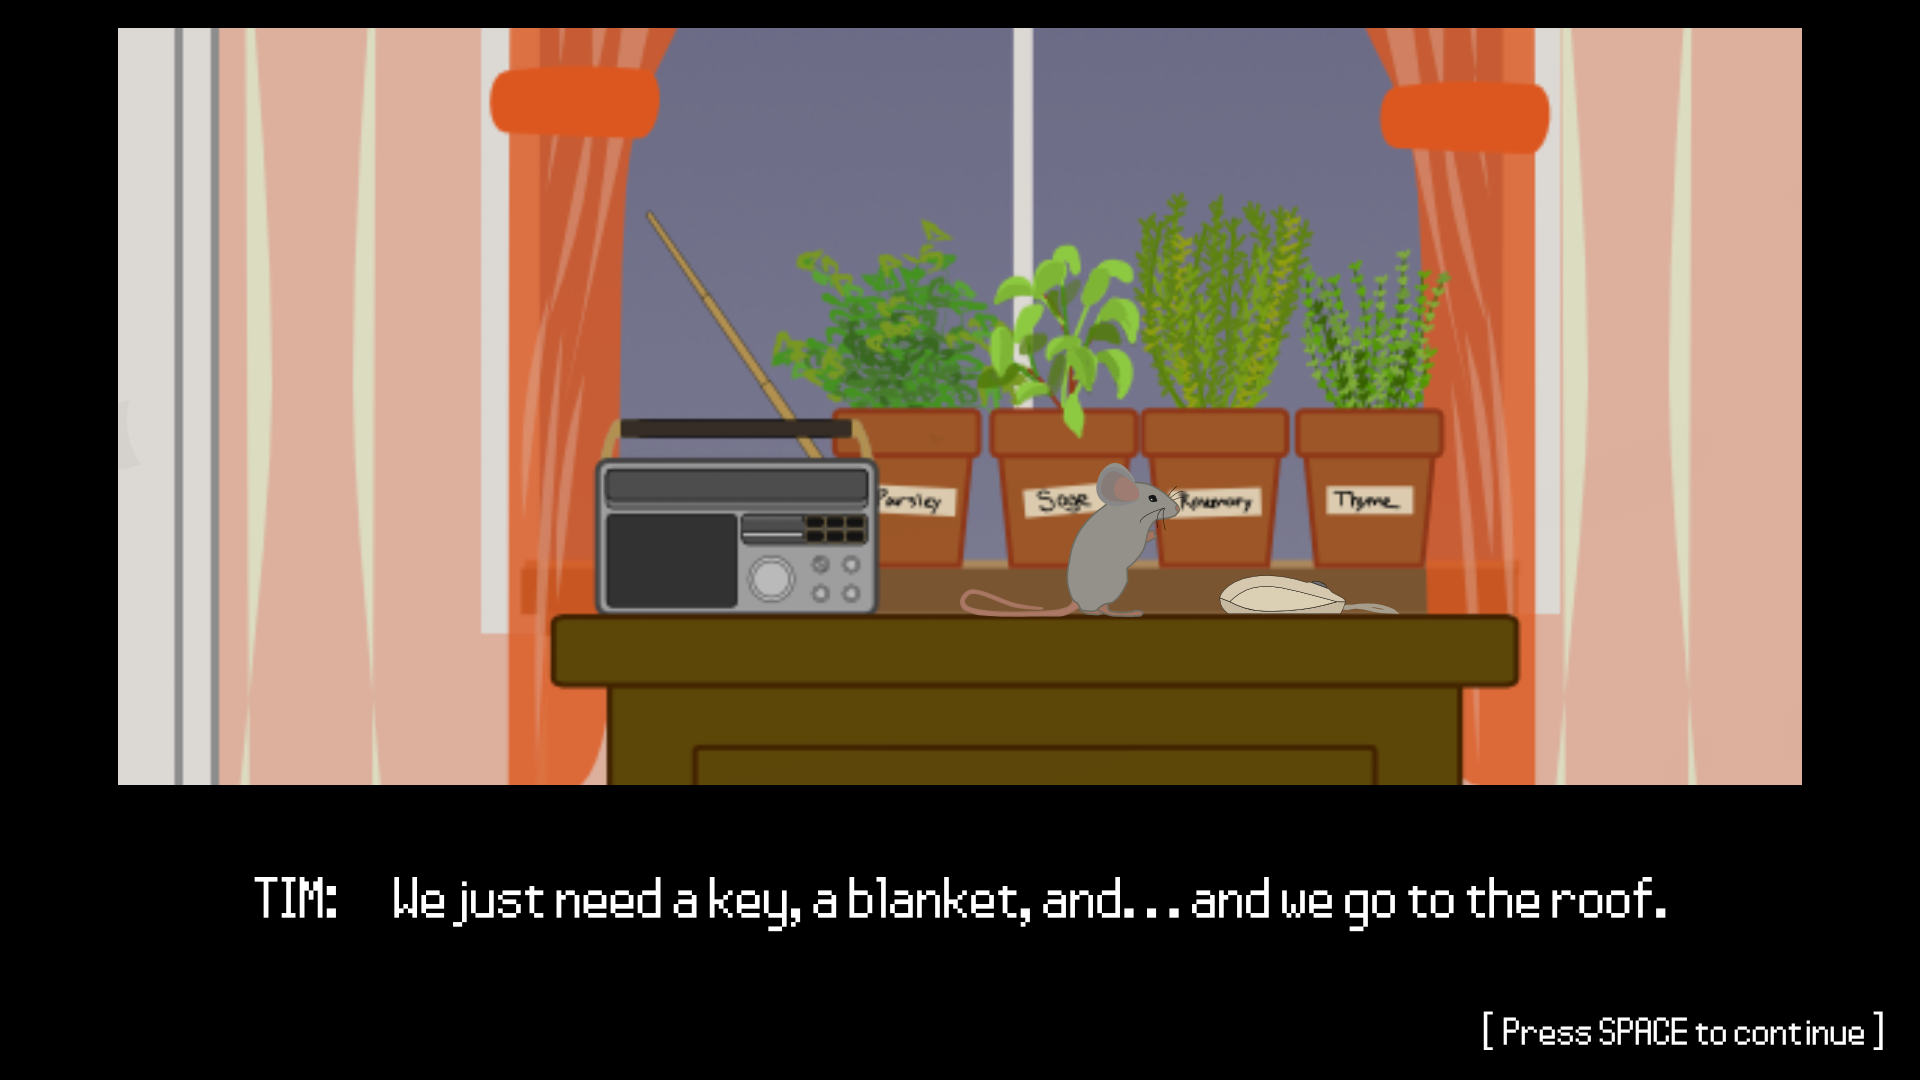 Parsley
Sage
Rosemary
Thyme
TIM: We just need a key, a blanket, and... and we go to the roof.
[ Press SPACE to continue ]